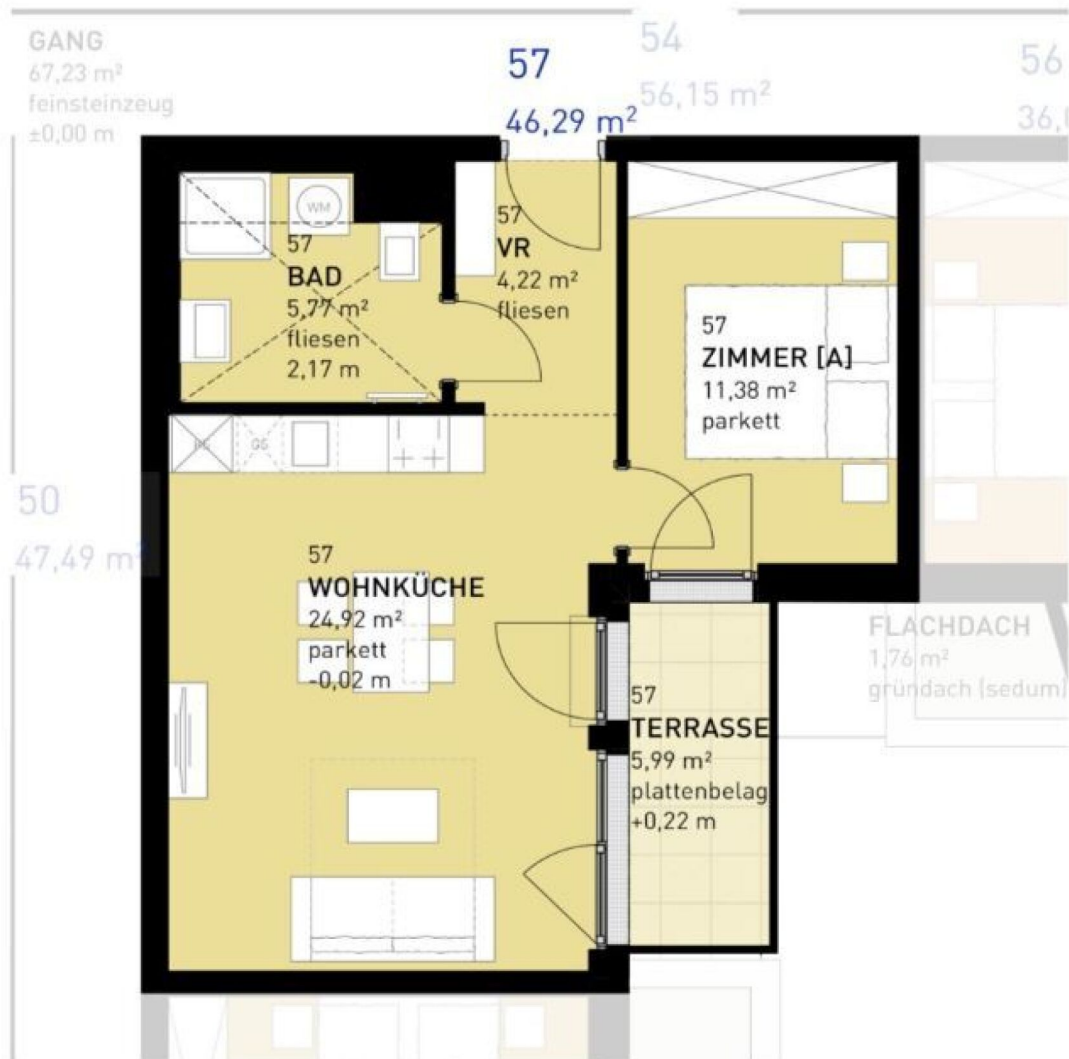 GANG
67,23 m²
feinsteinzeug
±0,00 m
57
46,29 m²
54
56,15 m²
56
57
BAD
5,77 m²
fliesen
2,17 m
WM
57
VR
4,22 m²
fliesen
57
ZIMMER [A]
11,38 m²
parkett
GS
50
47,49 m²
57
WOHNKÜCHE
24,92 m²
parkett
-0,02 m
57
TERRASSE
5,99 m²
plattenbelag
+0,22 m
FLACHDACH
1,76 m²
gründach (sedum)